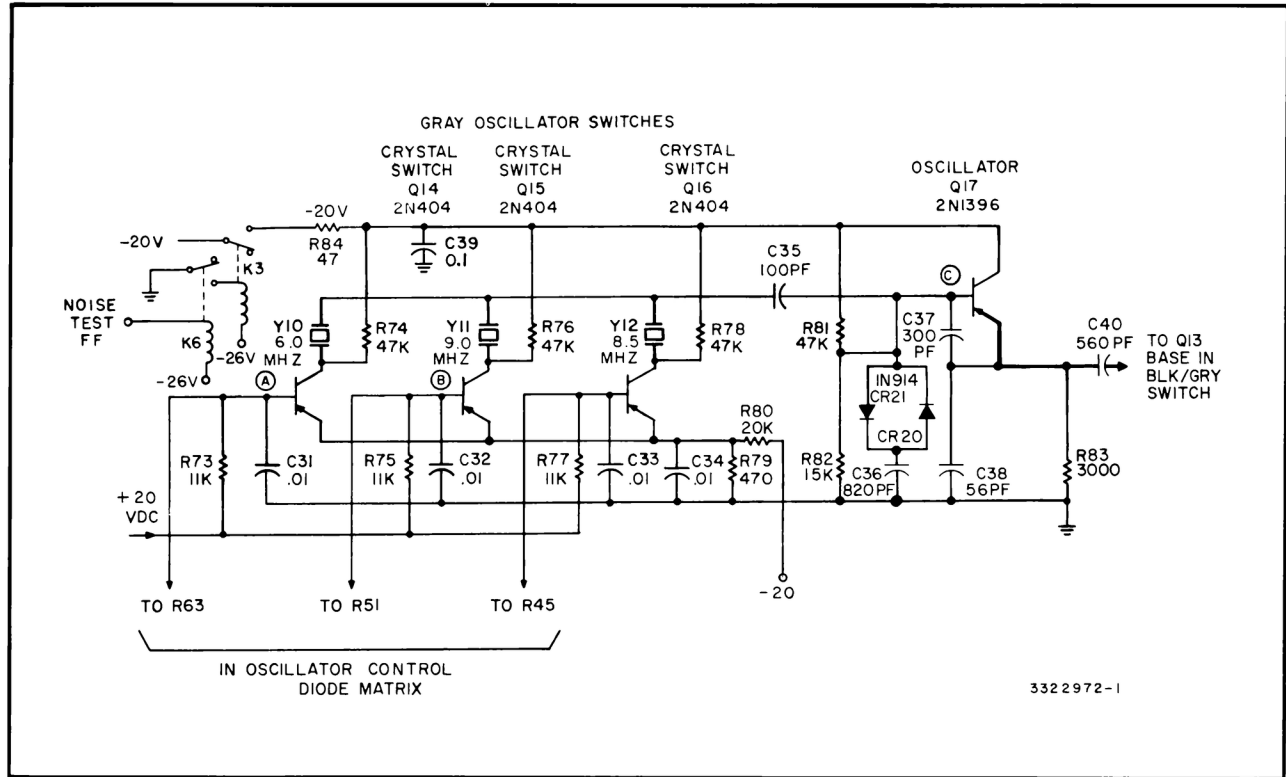 GRAY OSCILLATOR SWITCHES
CRYSTAL
SWITCH
Q14
2N404
CRYSTAL
SWITCH
Q15
2N404
CRYSTAL
SWITCH
Q16
2N404
OSCILLATOR
Q17
2N1396
-20V
-20V
R84
47
C39
0.1
K3
NOISE
TEST
FF
K6
-26V
-26V
Y10
6.0
MHZ
R74
47K
Y11
9.0
MHZ
R76
47K
Y12
8.5
MHZ
R78
47K
C35
100PF
R81
47K
C
C37
300
PF
C40
560PF
TO Q13
BASE IN
BLK/GRY
SWITCH
A
B
IN914
CR21
CR20
R73
11K
C31
.01
R75
11K
C32
.01
R77
11K
C33
.01
C34
.01
R80
20K
R79
470
R82
15K
C36
820PF
C38
56PF
R83
3000
+20
VDC
-20
TO R63
TO R51
TO R45
IN OSCILLATOR CONTROL
DIODE MATRIX
3322972-1